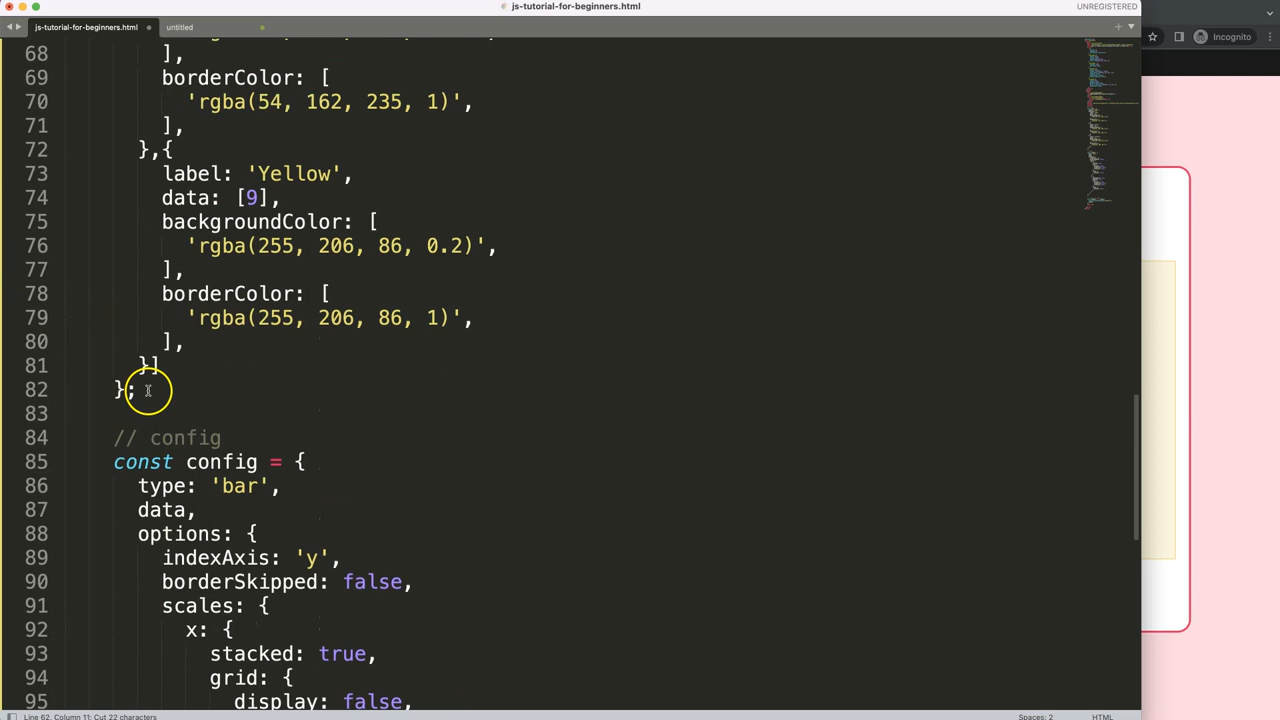 js-tutorial-for-beginners.html
UNREGISTERED
js-tutorial-for-beginners.html
untitled
Incognito
68 ],
69 borderColor: [
70 'rgba(54, 162, 235, 1)',
71 ],
72 },{
73 label: 'Yellow',
74 data: [9],
75 backgroundColor: [
76 'rgba(255, 206, 86, 0.2)',
77 ],
78 borderColor: [
79 'rgba(255, 206, 86, 1)',
80 ],
81 }]
82 };
83
84 // config
85 const config = {
86 type: 'bar',
87 data,
88 options: {
89 indexAxis: 'y',
90 borderSkipped: false,
91 scales: {
92 x: {
93 stacked: true,
94 grid: {
95 display: false,
Line 62, Column 11; Cut 22 characters
Spaces: 2
HTML